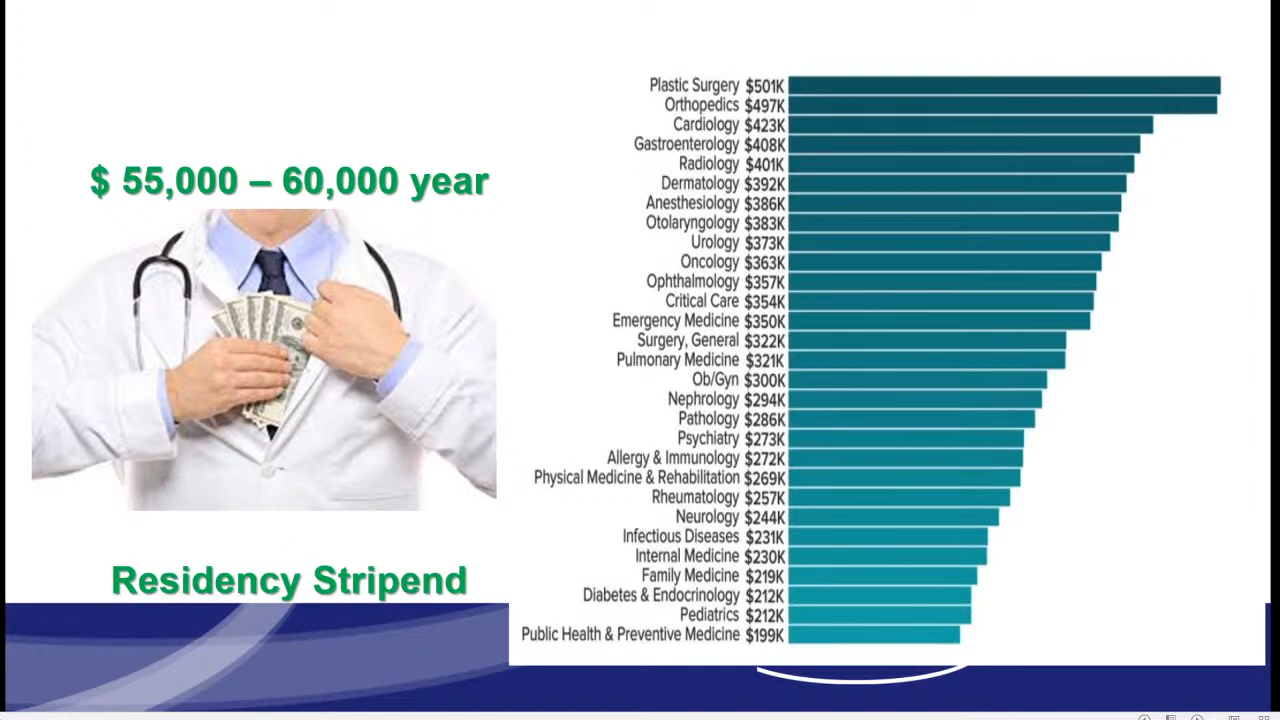 $ 55,000 – 60,000 year
Residency Stripend
Plastic Surgery $501K
Orthopedics $497K
Cardiology $423K
Gastroenterology $408K
Radiology $401K
Dermatology $392K
Anesthesiology $386K
Otolaryngology $383K
Urology $373K
Oncology $363K
Ophthalmology $357K
Critical Care $354K
Emergency Medicine $350K
Surgery, General $322K
Pulmonary Medicine $321K
Ob/Gyn $300K
Nephrology $294K
Pathology $286K
Psychiatry $273K
Allergy & Immunology $272K
Physical Medicine & Rehabilitation $269K
Rheumatology $257K
Neurology $244K
Infectious Diseases $231K
Internal Medicine $230K
Family Medicine $219K
Diabetes & Endocrinology $212K
Pediatrics $212K
Public Health & Preventive Medicine $199K